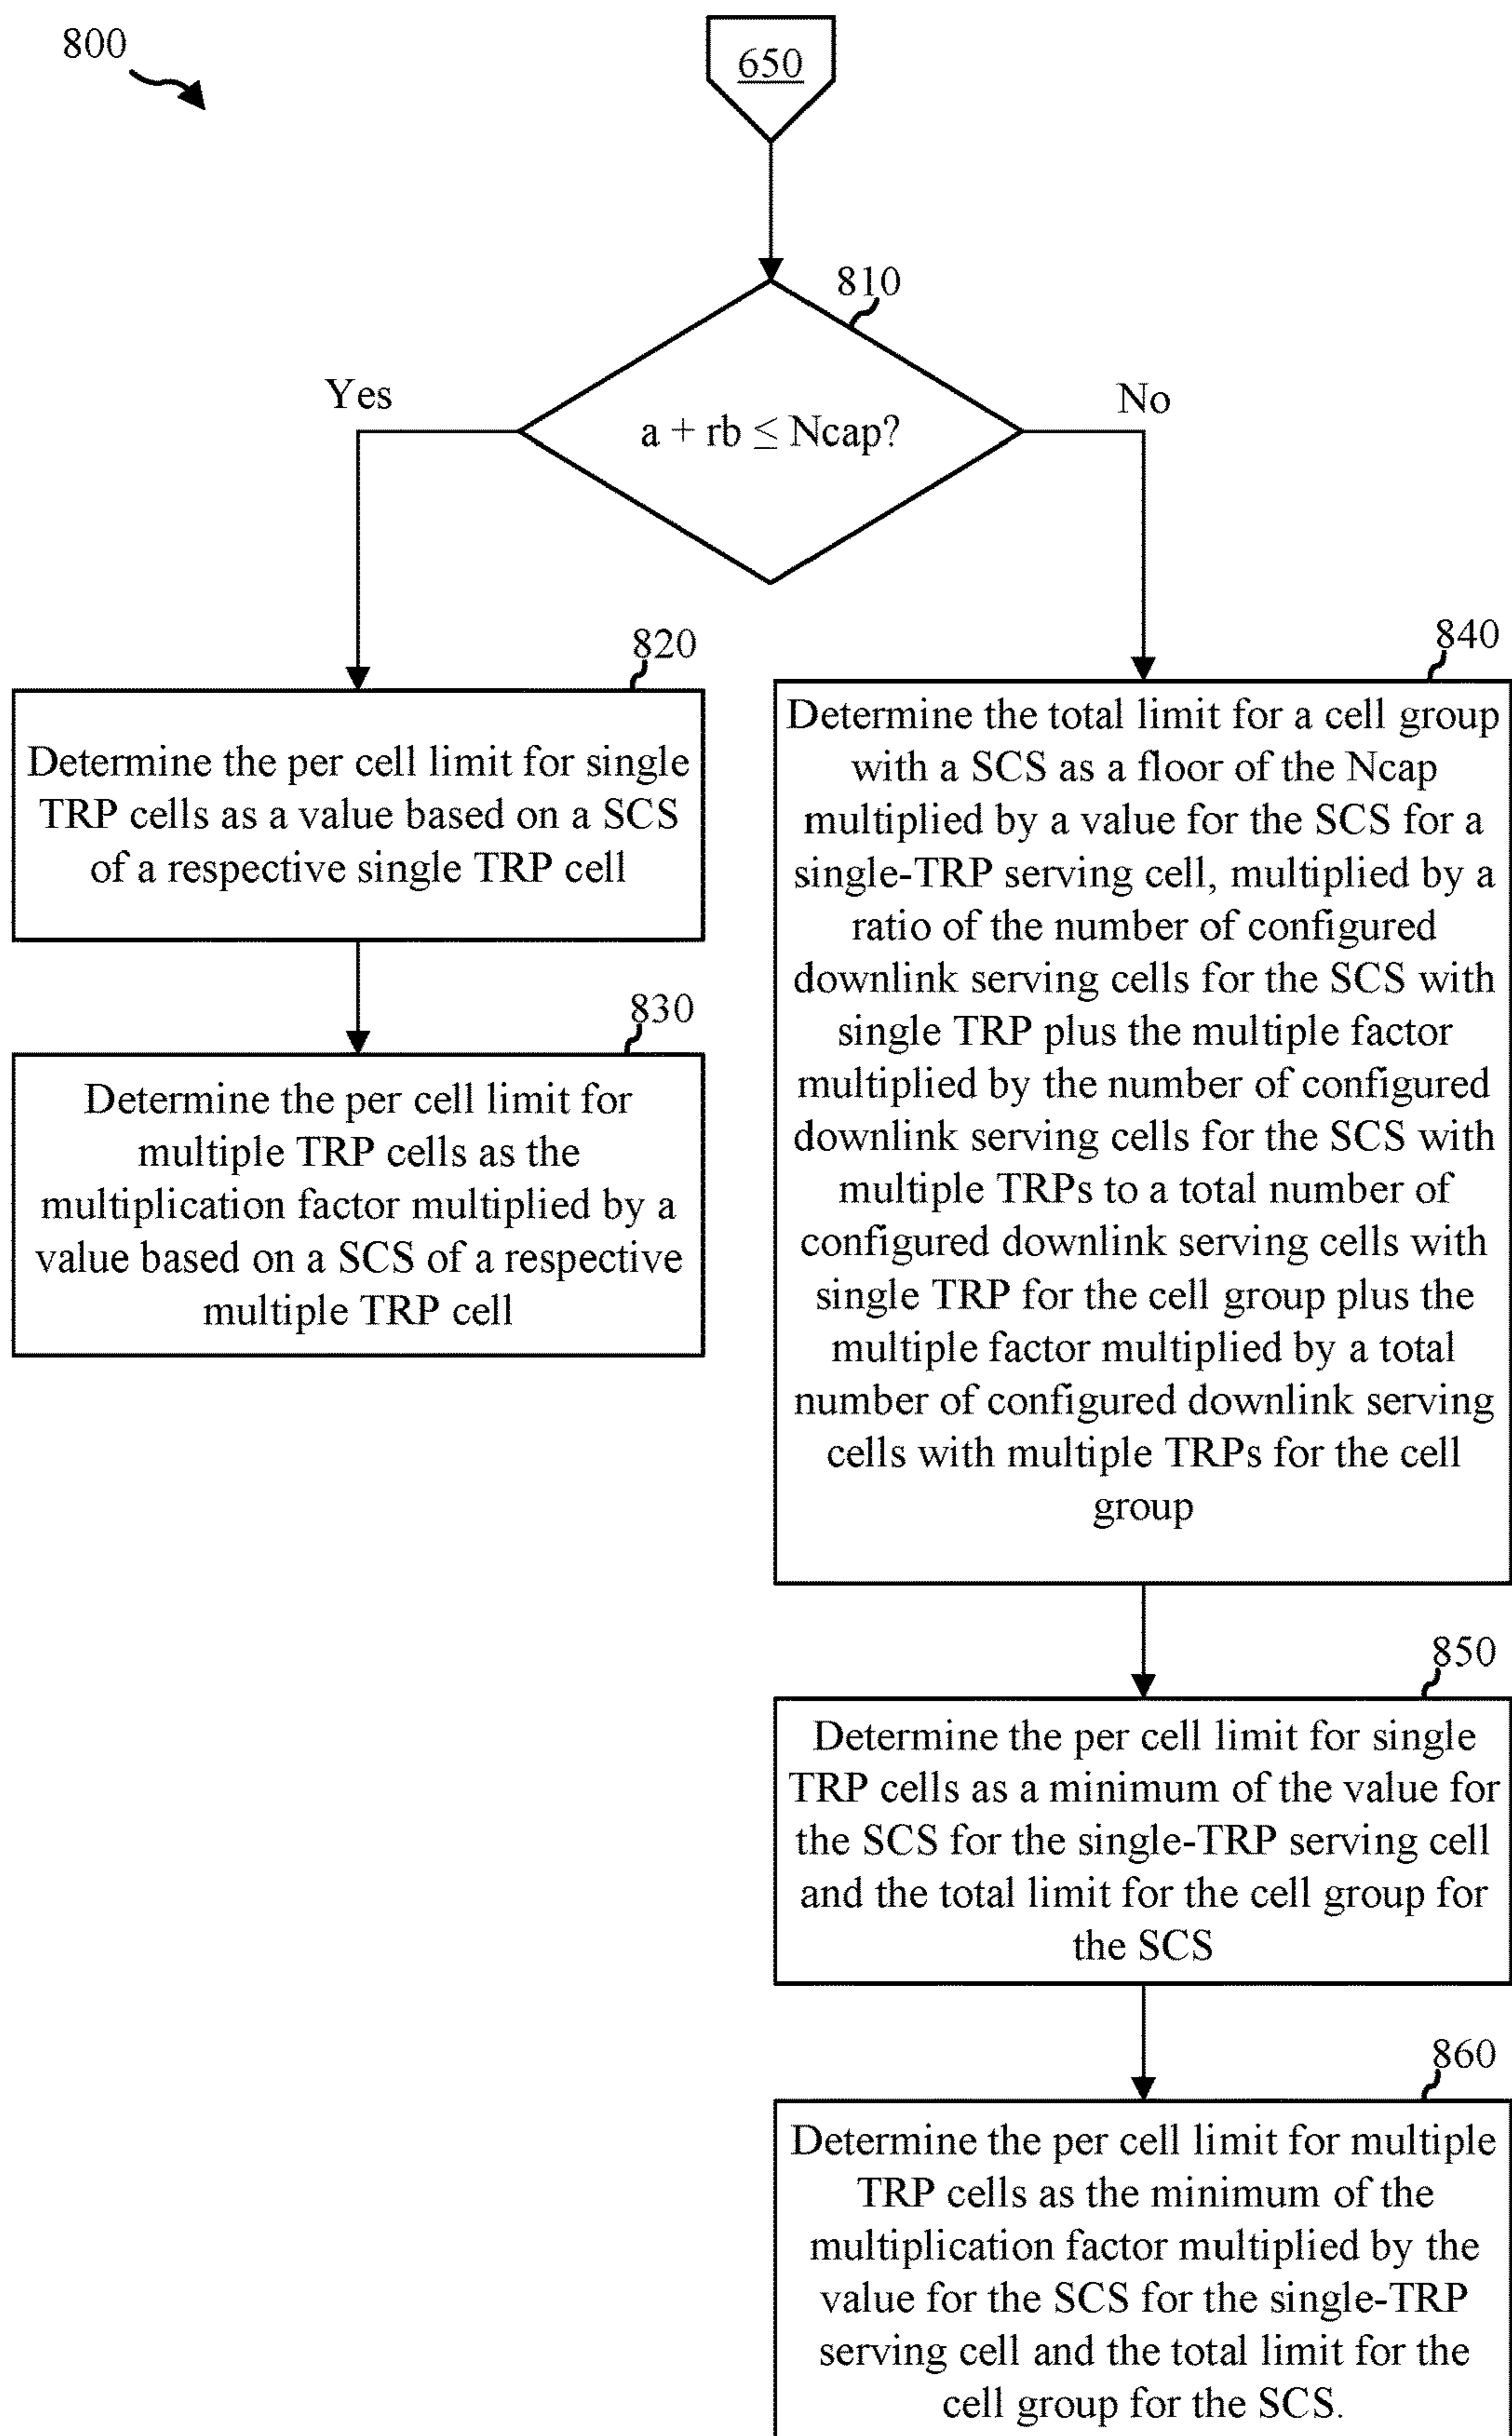 800
650
810
Yes
No
a + rb ≤ Ncap?
820
Determine the per cell limit for single
TRP cells as a value based on a SCS
of a respective single TRP cell
830
Determine the per cell limit for
multiple TRP cells as the
multiplication factor multiplied by a
value based on a SCS of a respective
multiple TRP cell
840
Determine the total limit for a cell group
with a SCS as a floor of the Ncap
multiplied by a value for the SCS for a
single-TRP serving cell, multiplied by a
ratio of the number of configured
downlink serving cells for the SCS with
single TRP plus the multiple factor
multiplied by the number of configured
downlink serving cells for the SCS with
multiple TRPs to a total number of
configured downlink serving cells with
single TRP for the cell group plus the
multiple factor multiplied by a total
number of configured downlink serving
cells with multiple TRPs for the cell
group
850
Determine the per cell limit for single
TRP cells as a minimum of the value for
the SCS for the single-TRP serving cell
and the total limit for the cell group for
the SCS
860
Determine the per cell limit for multiple
TRP cells as the minimum of the
multiplication factor multiplied by the
value for the SCS for the single-TRP
serving cell and the total limit for the
cell group for the SCS.